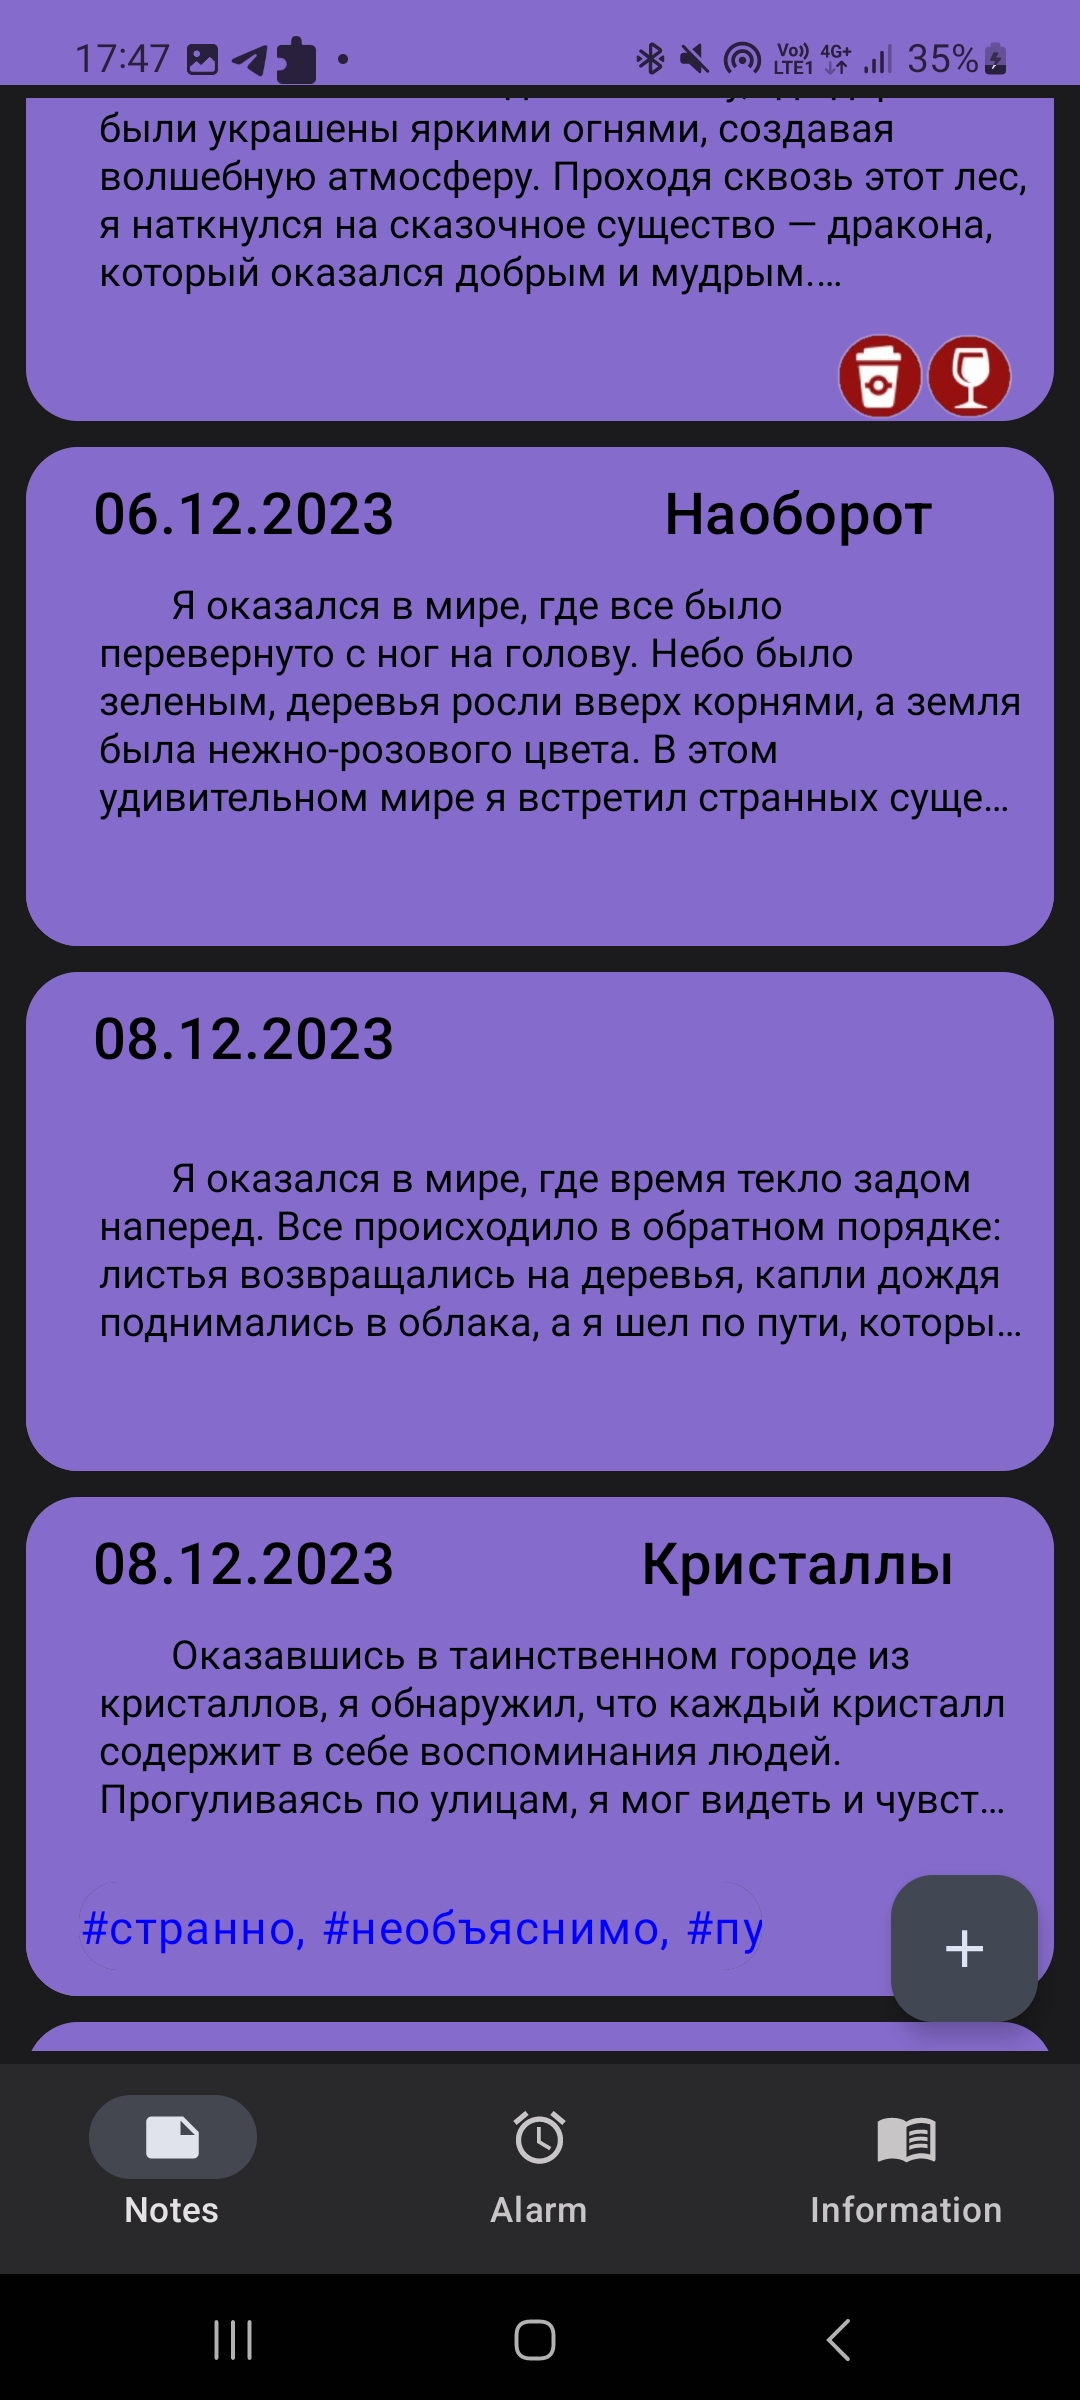 17:47
Vo)) LTE1 4G+ 35%
были украшены яркими огнями, создавая
волшебную атмосферу. Проходя сквозь этот лес,
я наткнулся на сказочное существо — дракона,
который оказался добрым и мудрым.…
06.12.2023 Наоборот
Я оказался в мире, где все было
перевернуто с ног на голову. Небо было
зеленым, деревья росли вверх корнями, а земля
была нежно-розового цвета. В этом
удивительном мире я встретил странных суще…
08.12.2023
Я оказался в мире, где время текло задом
наперед. Все происходило в обратном порядке:
листья возвращались на деревья, капли дождя
поднимались в облака, а я шел по пути, которы…
08.12.2023 Кристаллы
Оказавшись в таинственном городе из
кристаллов, я обнаружил, что каждый кристалл
содержит в себе воспоминания людей.
Прогуливаясь по улицам, я мог видеть и чувст…
#странно, #необъяснимо, #пу
Notes Alarm Information